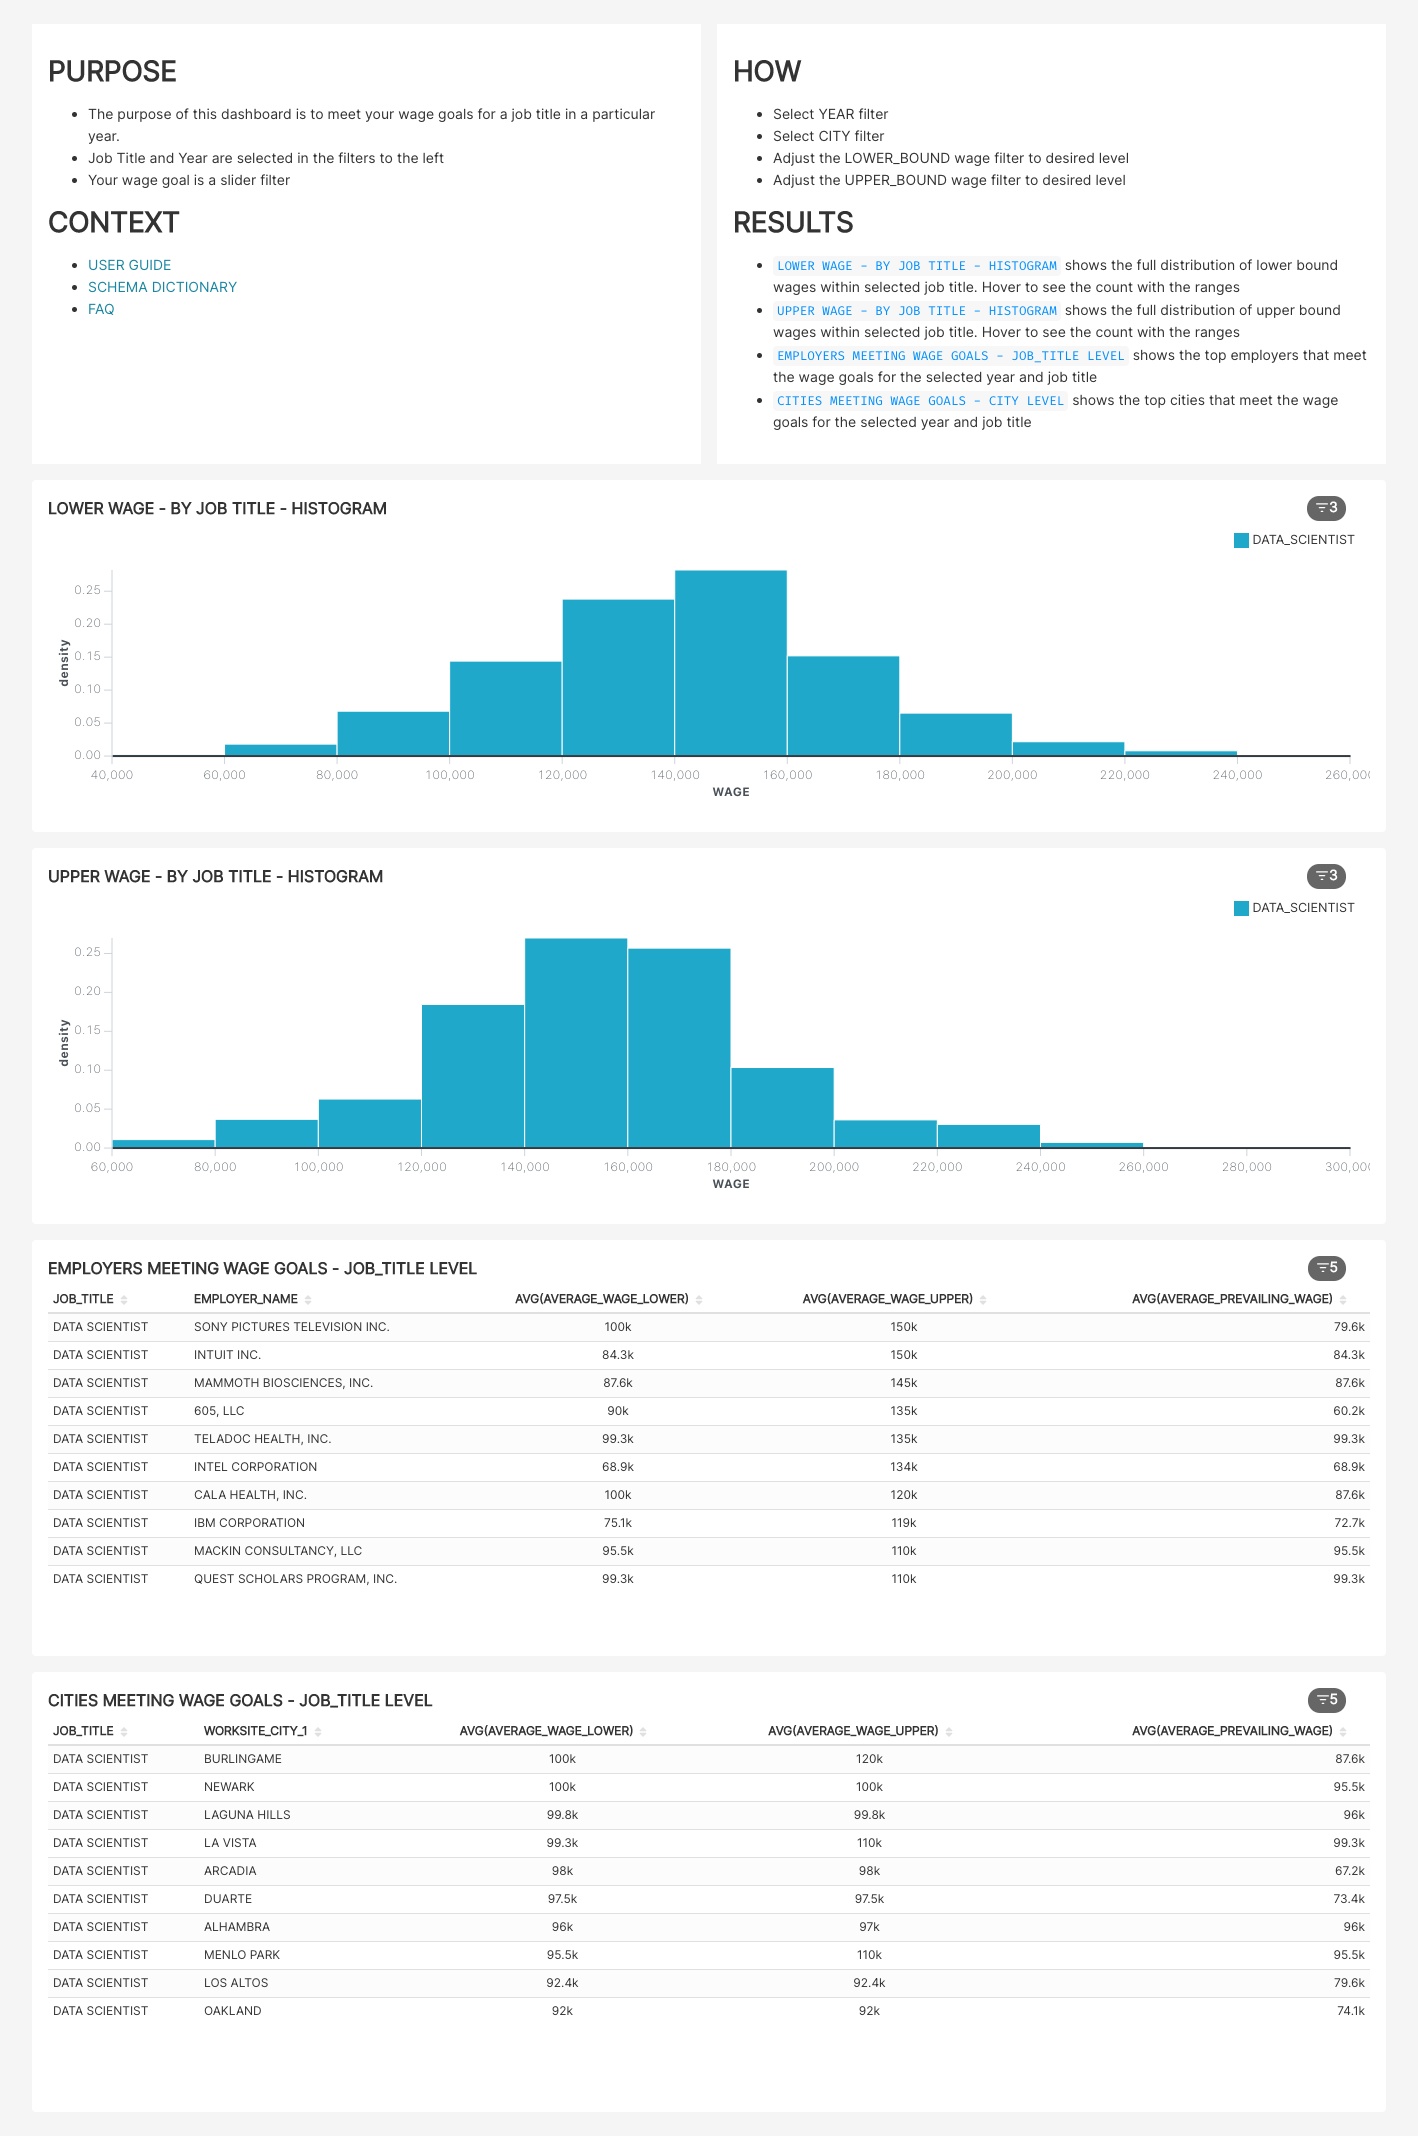 PURPOSE
The purpose of this dashboard is to meet your wage goals for a job title in a particular
year.
Job Title and Year are selected in the filters to the left
Your wage goal is a slider filter
CONTEXT
USER GUIDE
SCHEMA DICTIONARY
FAQ
HOW
Select YEAR filter
Select CITY filter
Adjust the LOWER_BOUND wage filter to desired level
Adjust the UPPER_BOUND wage filter to desired level
RESULTS
LOWER WAGE - BY JOB TITLE - HISTOGRAM shows the full distribution of lower bound
wages within selected job title. Hover to see the count with the ranges
UPPER WAGE - BY JOB TITLE - HISTOGRAM shows the full distribution of upper bound
wages within selected job title. Hover to see the count with the ranges
EMPLOYERS MEETING WAGE GOALS - JOB_TITLE LEVEL shows the top employers that meet
the wage goals for the selected year and job title
CITIES MEETING WAGE GOALS - CITY LEVEL shows the top cities that meet the wage
goals for the selected year and job title
LOWER WAGE - BY JOB TITLE - HISTOGRAM
3
DATA_SCIENTIST
0.25
0.20
0.15
0.10
0.05
0.00
density
40,000 60,000 80,000 100,000 120,000 140,000 160,000 180,000 200,000 220,000 240,000 260,000
WAGE
UPPER WAGE - BY JOB TITLE - HISTOGRAM
3
DATA_SCIENTIST
0.25
0.20
0.15
0.10
0.05
0.00
density
60,000 80,000 100,000 120,000 140,000 160,000 180,000 200,000 220,000 240,000 260,000 280,000 300,000
WAGE
EMPLOYERS MEETING WAGE GOALS - JOB_TITLE LEVEL
5
JOB_TITLE EMPLOYER_NAME AVG(AVERAGE_WAGE_LOWER) AVG(AVERAGE_WAGE_UPPER) AVG(AVERAGE_PREVAILING_WAGE)
DATA SCIENTIST SONY PICTURES TELEVISION INC. 100k 150k 79.6k
DATA SCIENTIST INTUIT INC. 84.3k 150k 84.3k
DATA SCIENTIST MAMMOTH BIOSCIENCES, INC. 87.6k 145k 87.6k
DATA SCIENTIST 605, LLC 90k 135k 60.2k
DATA SCIENTIST TELADOC HEALTH, INC. 99.3k 135k 99.3k
DATA SCIENTIST INTEL CORPORATION 68.9k 134k 68.9k
DATA SCIENTIST CALA HEALTH, INC. 100k 120k 87.6k
DATA SCIENTIST IBM CORPORATION 75.1k 119k 72.7k
DATA SCIENTIST MACKIN CONSULTANCY, LLC 95.5k 110k 95.5k
DATA SCIENTIST QUEST SCHOLARS PROGRAM, INC. 99.3k 110k 99.3k
CITIES MEETING WAGE GOALS - JOB_TITLE LEVEL
5
JOB_TITLE WORKSITE_CITY_1 AVG(AVERAGE_WAGE_LOWER) AVG(AVERAGE_WAGE_UPPER) AVG(AVERAGE_PREVAILING_WAGE)
DATA SCIENTIST BURLINGAME 100k 120k 87.6k
DATA SCIENTIST NEWARK 100k 100k 95.5k
DATA SCIENTIST LAGUNA HILLS 99.8k 99.8k 96k
DATA SCIENTIST LA VISTA 99.3k 110k 99.3k
DATA SCIENTIST ARCADIA 98k 98k 67.2k
DATA SCIENTIST DUARTE 97.5k 97.5k 73.4k
DATA SCIENTIST ALHAMBRA 96k 97k 96k
DATA SCIENTIST MENLO PARK 95.5k 110k 95.5k
DATA SCIENTIST LOS ALTOS 92.4k 92.4k 79.6k
DATA SCIENTIST OAKLAND 92k 92k 74.1k